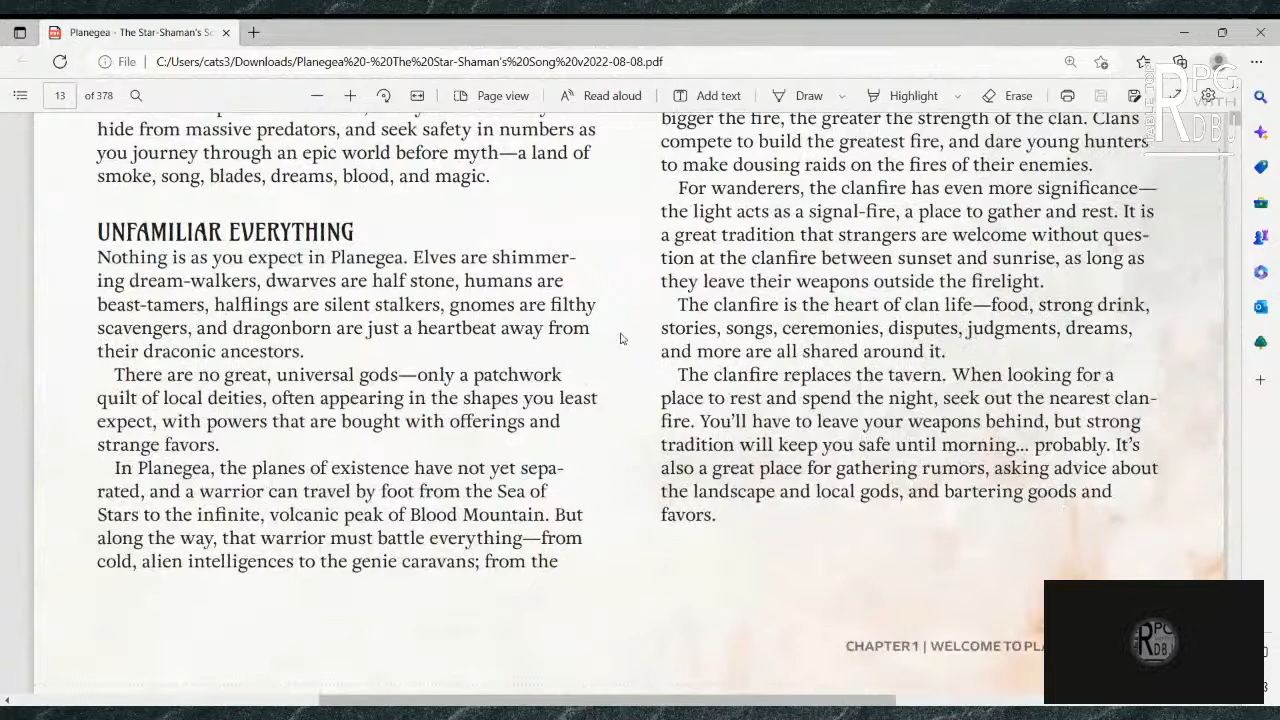 Planegea - The Star-Shaman's So
File
C:/Users/cats3/Downloads/Planegea%20-%20The%20Star-Shaman's%20Song%20v2022-08-08.pdf
13 of 378
Page view
Read aloud
Add text
Draw
Highlight
Erase
RPG
WITH
RDBJ
TABLE TOP
hide from massive predators, and seek safety in numbers as
you journey through an epic world before myth—a land of
smoke, song, blades, dreams, blood, and magic.
UNFAMILIAR EVERYTHING
Nothing is as you expect in Planegea. Elves are shimmer-
ing dream-walkers, dwarves are half stone, humans are
beast-tamers, halflings are silent stalkers, gnomes are filthy
scavengers, and dragonborn are just a heartbeat away from
their draconic ancestors.
There are no great, universal gods—only a patchwork
quilt of local deities, often appearing in the shapes you least
expect, with powers that are bought with offerings and
strange favors.
In Planegea, the planes of existence have not yet sepa-
rated, and a warrior can travel by foot from the Sea of
Stars to the infinite, volcanic peak of Blood Mountain. But
along the way, that warrior must battle everything—from
cold, alien intelligences to the genie caravans; from the
bigger the fire, the greater the strength of the clan. Clans
compete to build the greatest fire, and dare young hunters
to make dousing raids on the fires of their enemies.
For wanderers, the clanfire has even more significance—
the light acts as a signal-fire, a place to gather and rest. It is
a great tradition that strangers are welcome without ques-
tion at the clanfire between sunset and sunrise, as long as
they leave their weapons outside the firelight.
The clanfire is the heart of clan life—food, strong drink,
stories, songs, ceremonies, disputes, judgments, dreams,
and more are all shared around it.
The clanfire replaces the tavern. When looking for a
place to rest and spend the night, seek out the nearest clan-
fire. You'll have to leave your weapons behind, but strong
tradition will keep you safe until morning... probably. It's
also a great place for gathering rumors, asking advice about
the landscape and local gods, and bartering goods and
favors.
CHAPTER 1 | WELCOME TO PLA
RPG
RDBJ